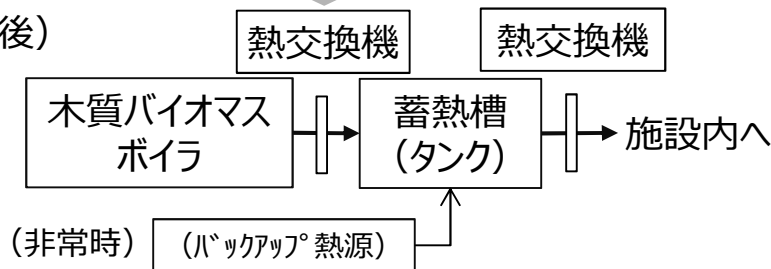 後）
熱交換機
熱交換機
木質バイオマス
ボイラ
蓄熱槽
（タンク）
施設内へ
（非常時）
（ﾊﾞｯｸｱｯﾌﾟ熱源）